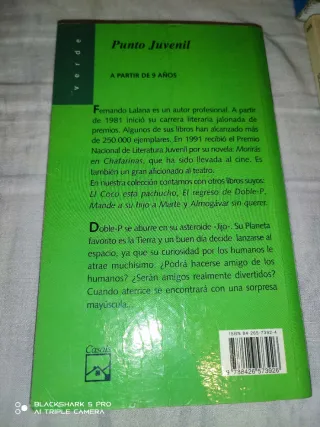 verde
Punto Juvenil
A PARTIR DE 9 AÑOS
Fernando Lalana es un autor profesional. A partir
de 1981 inició su carrera literaria jalonada de
premios. Algunos de sus libros han alcanzado más
de 250.000 ejemplares. En 1991 recibió el Premio
Nacional de Literatura Juvenil por su novela: Morirás
en Chafarinas, que ha sido llevada al cine. Es
también un gran aficionado al teatro.
En nuestra colección contamos con otros libros suyos:
El Coco está pachucho, El regreso de Doble-P,
Mande a su hijo a Marte y Almogávar sin querer.
Doble-P se aburre en su asteroide -Jijo-. Su Planeta
favorito es la Tierra y un buen día decide lanzarse al
espacio, ya que su curiosidad por los humanos le
atrae muchísimo. ¿Podrá hacerse amigo de los
humanos? ¿Serán amigos realmente divertidos?
Cuando aterrice se encontrará con una sorpresa
mayúscula...
Casals
BLACKSHARK 5 PRO
AI TRIPLE CAMERA